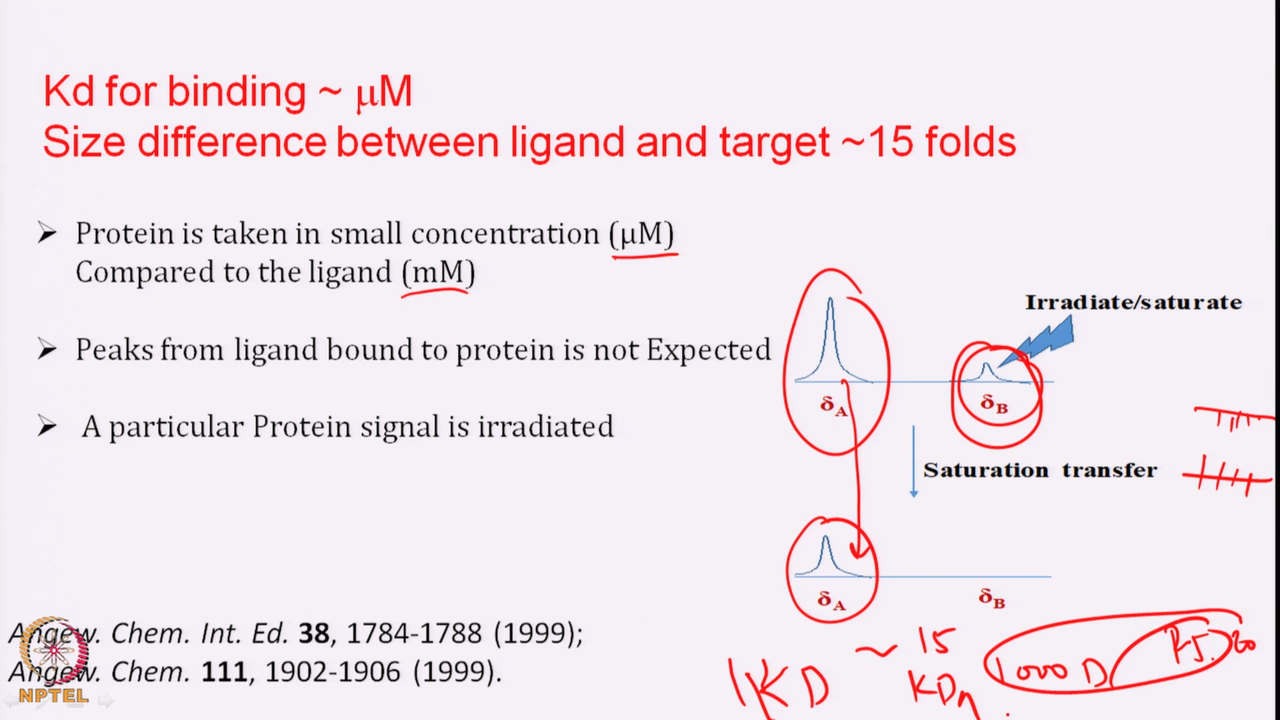 Kd for binding ~ μM
Size difference between ligand and target ~15 folds
➢ Protein is taken in small concentration (μM)
Compared to the ligand (mM)
➢ Peaks from ligand bound to protein is not Expected
➢ A particular Protein signal is irradiated
Irradiate/saturate
δA
δB
Saturation transfer
δA
δB
1KD
~ 15
KDa
1000 D
Angew. Chem. Int. Ed. 38, 1784-1788 (1999);
Angew. Chem. 111, 1902-1906 (1999).
NPTEL